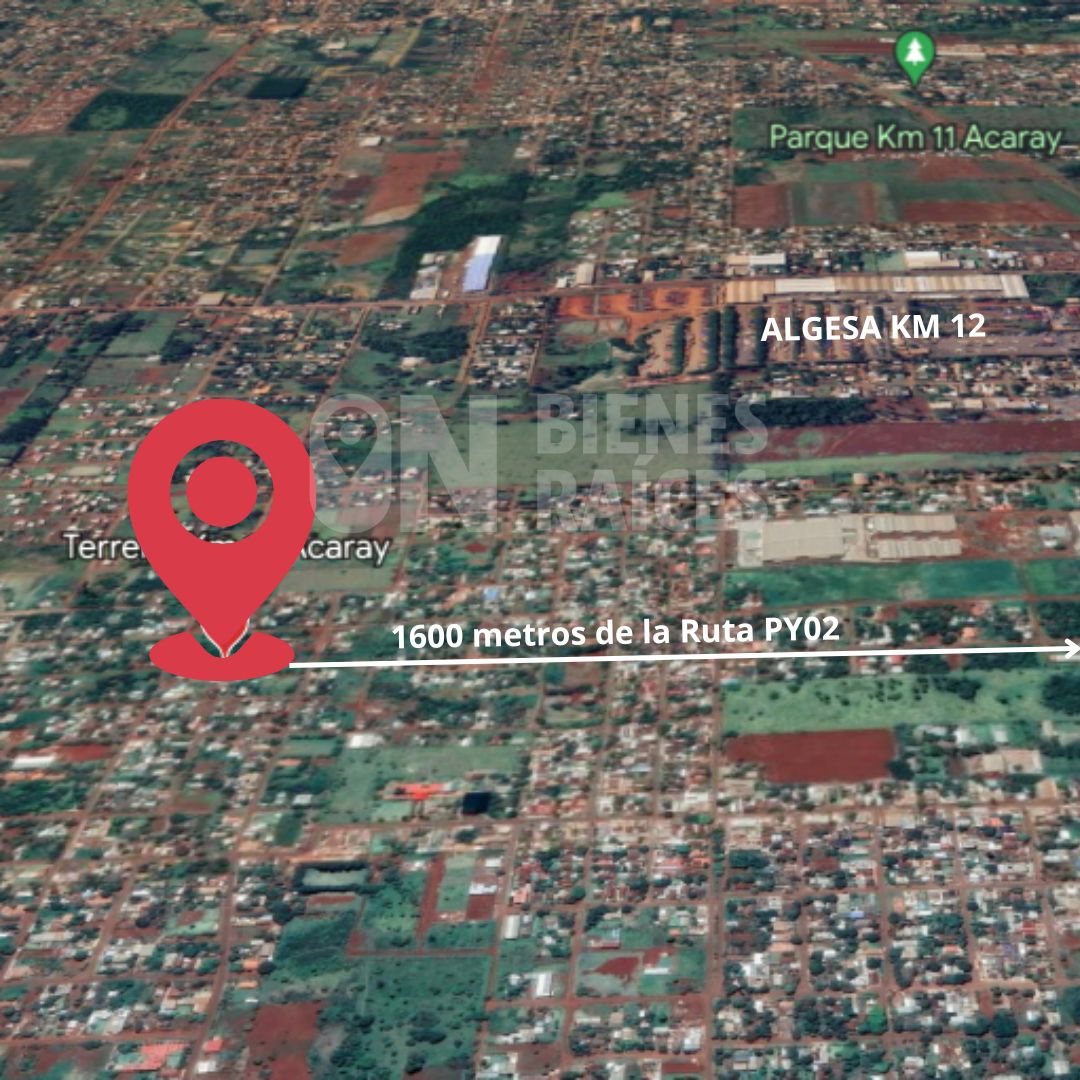 Parque Km 11 Acaray
ALGESA KM 12
ON BIENES
RAÍCES
Acaray
1600 metros de la Ruta PY02